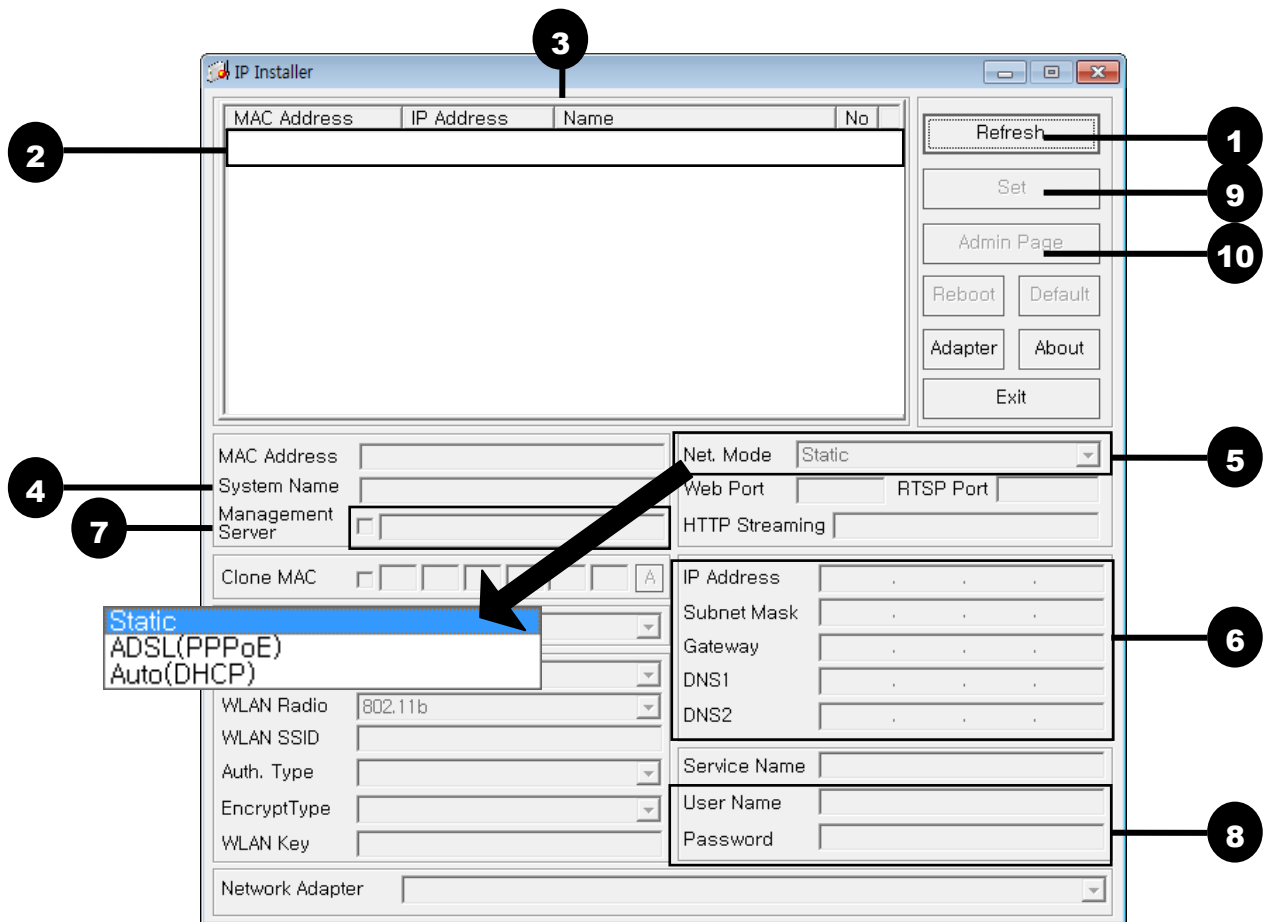 3
IP Installer
MAC Address IP Address Name No
2
Refresh
1
Set
9
Admin Page
10
Reboot Default
Adapter About
Exit
MAC Address
Net. Mode Static
5
4
System Name
Web Port RTSP Port
7
Management
Server
HTTP Streaming
Clone MAC A
IP Address
Static
ADSL(PPPoE)
Auto(DHCP)
Subnet Mask
Gateway
6
DNS1
WLAN Radio 802.11b
DNS2
WLAN SSID
Auth. Type
Service Name
EncryptType
User Name
WLAN Key
Password
8
Network Adapter